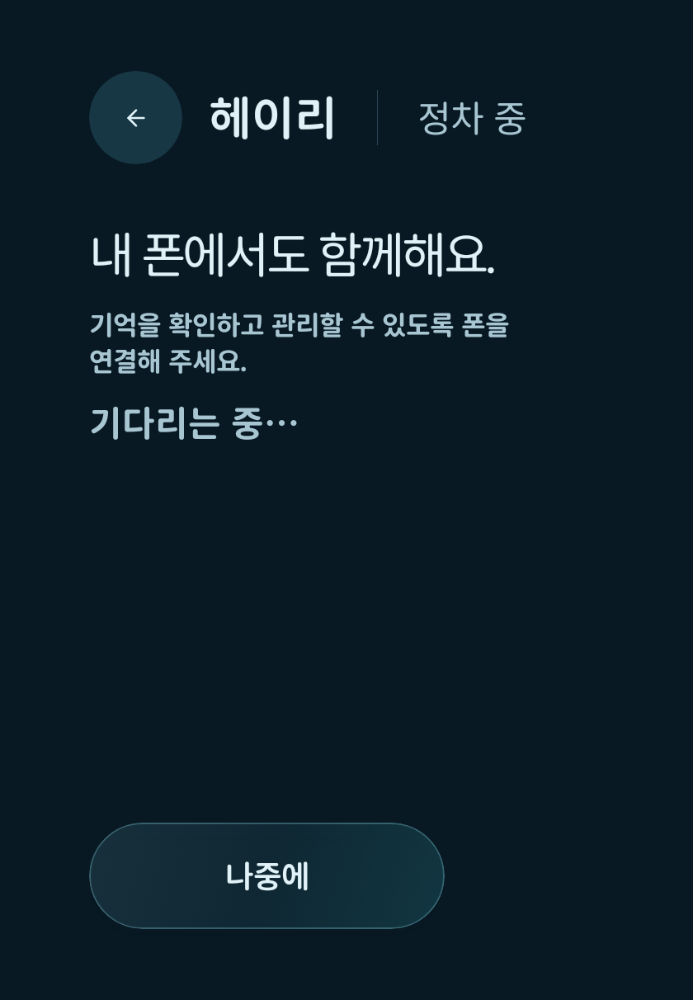 헤이리
정차 중
내 폰에서도 함께해요.
기억을 확인하고 관리할 수 있도록 폰을
연결해 주세요.
기다리는 중…
나중에